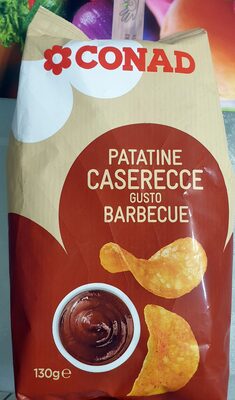 CONAD
PATATINE
CASERECCE
GUSTO
BARBECUE
130g e